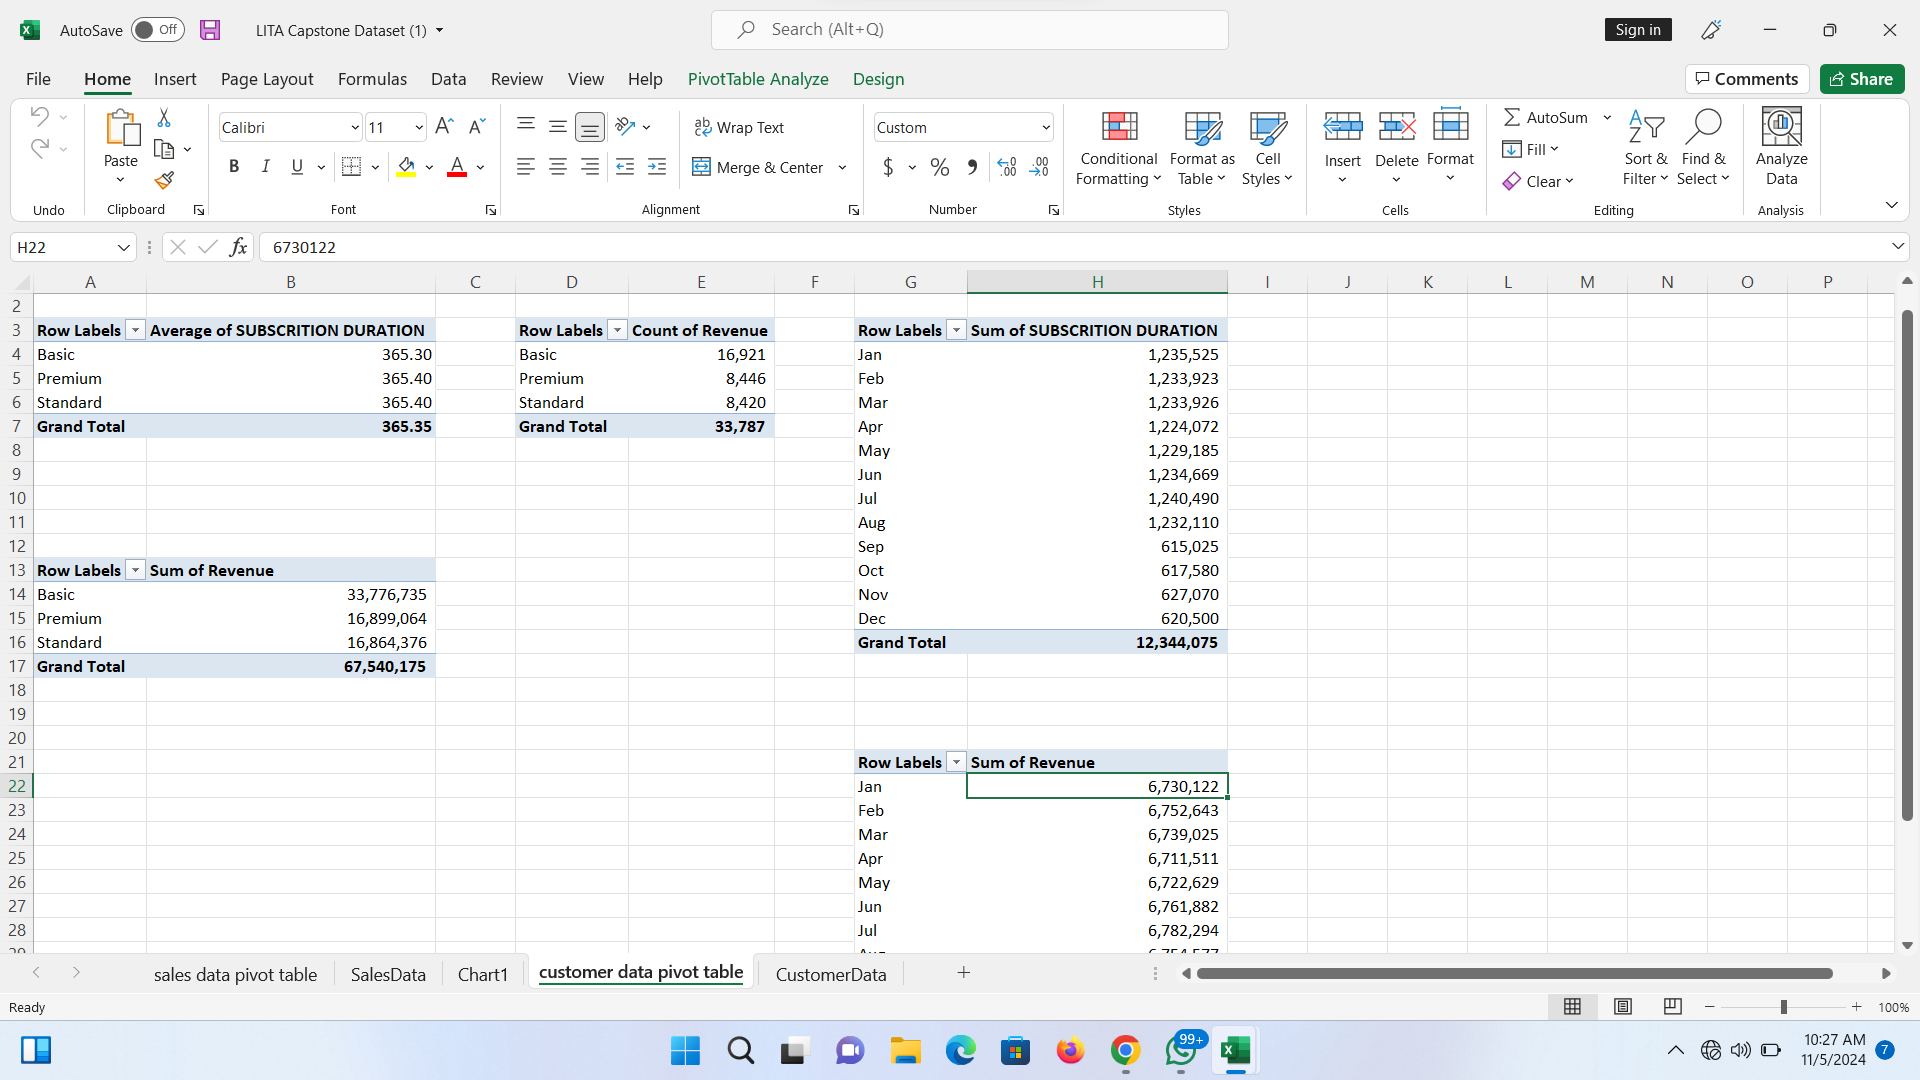 AutoSave Off LITA Capstone Dataset (1) Search (Alt+Q) Sign in
File Home Insert Page Layout Formulas Data Review View Help PivotTable Analyze Design Comments Share
Calibri 11 Wrap Text Custom AutoSum
Paste Conditional Formatting Format as Table Cell Styles Insert Delete Format Fill Sort & Filter Find & Select Analyze Data
B I U A Merge & Center $ % Clear
Undo Clipboard Font Alignment Number Styles Cells Editing Analysis
H22 fx 6730122
A B C D E F G H I J K L M N O P
2
3 Row Labels Average of SUBSCRITION DURATION Row Labels Count of Revenue Row Labels Sum of SUBSCRITION DURATION
4 Basic 365.30 Basic 16,921 Jan 1,235,525
5 Premium 365.40 Premium 8,446 Feb 1,233,923
6 Standard 365.40 Standard 8,420 Mar 1,233,926
7 Grand Total 365.35 Grand Total 33,787 Apr 1,224,072
8 May 1,229,185
9 Jun 1,234,669
10 Jul 1,240,490
11 Aug 1,232,110
12 Sep 615,025
13 Row Labels Sum of Revenue Oct 617,580
14 Basic 33,776,735 Nov 627,070
15 Premium 16,899,064 Dec 620,500
16 Standard 16,864,376 Grand Total 12,344,075
17 Grand Total 67,540,175
18
19
20
21 Row Labels Sum of Revenue
22 Jan 6,730,122
23 Feb 6,752,643
24 Mar 6,739,025
25 Apr 6,711,511
26 May 6,722,629
27 Jun 6,761,882
28 Jul 6,782,294
sales data pivot table SalesData Chart1 customer data pivot table CustomerData
Ready 100%
99+ 10:27 AM
11/5/2024 7